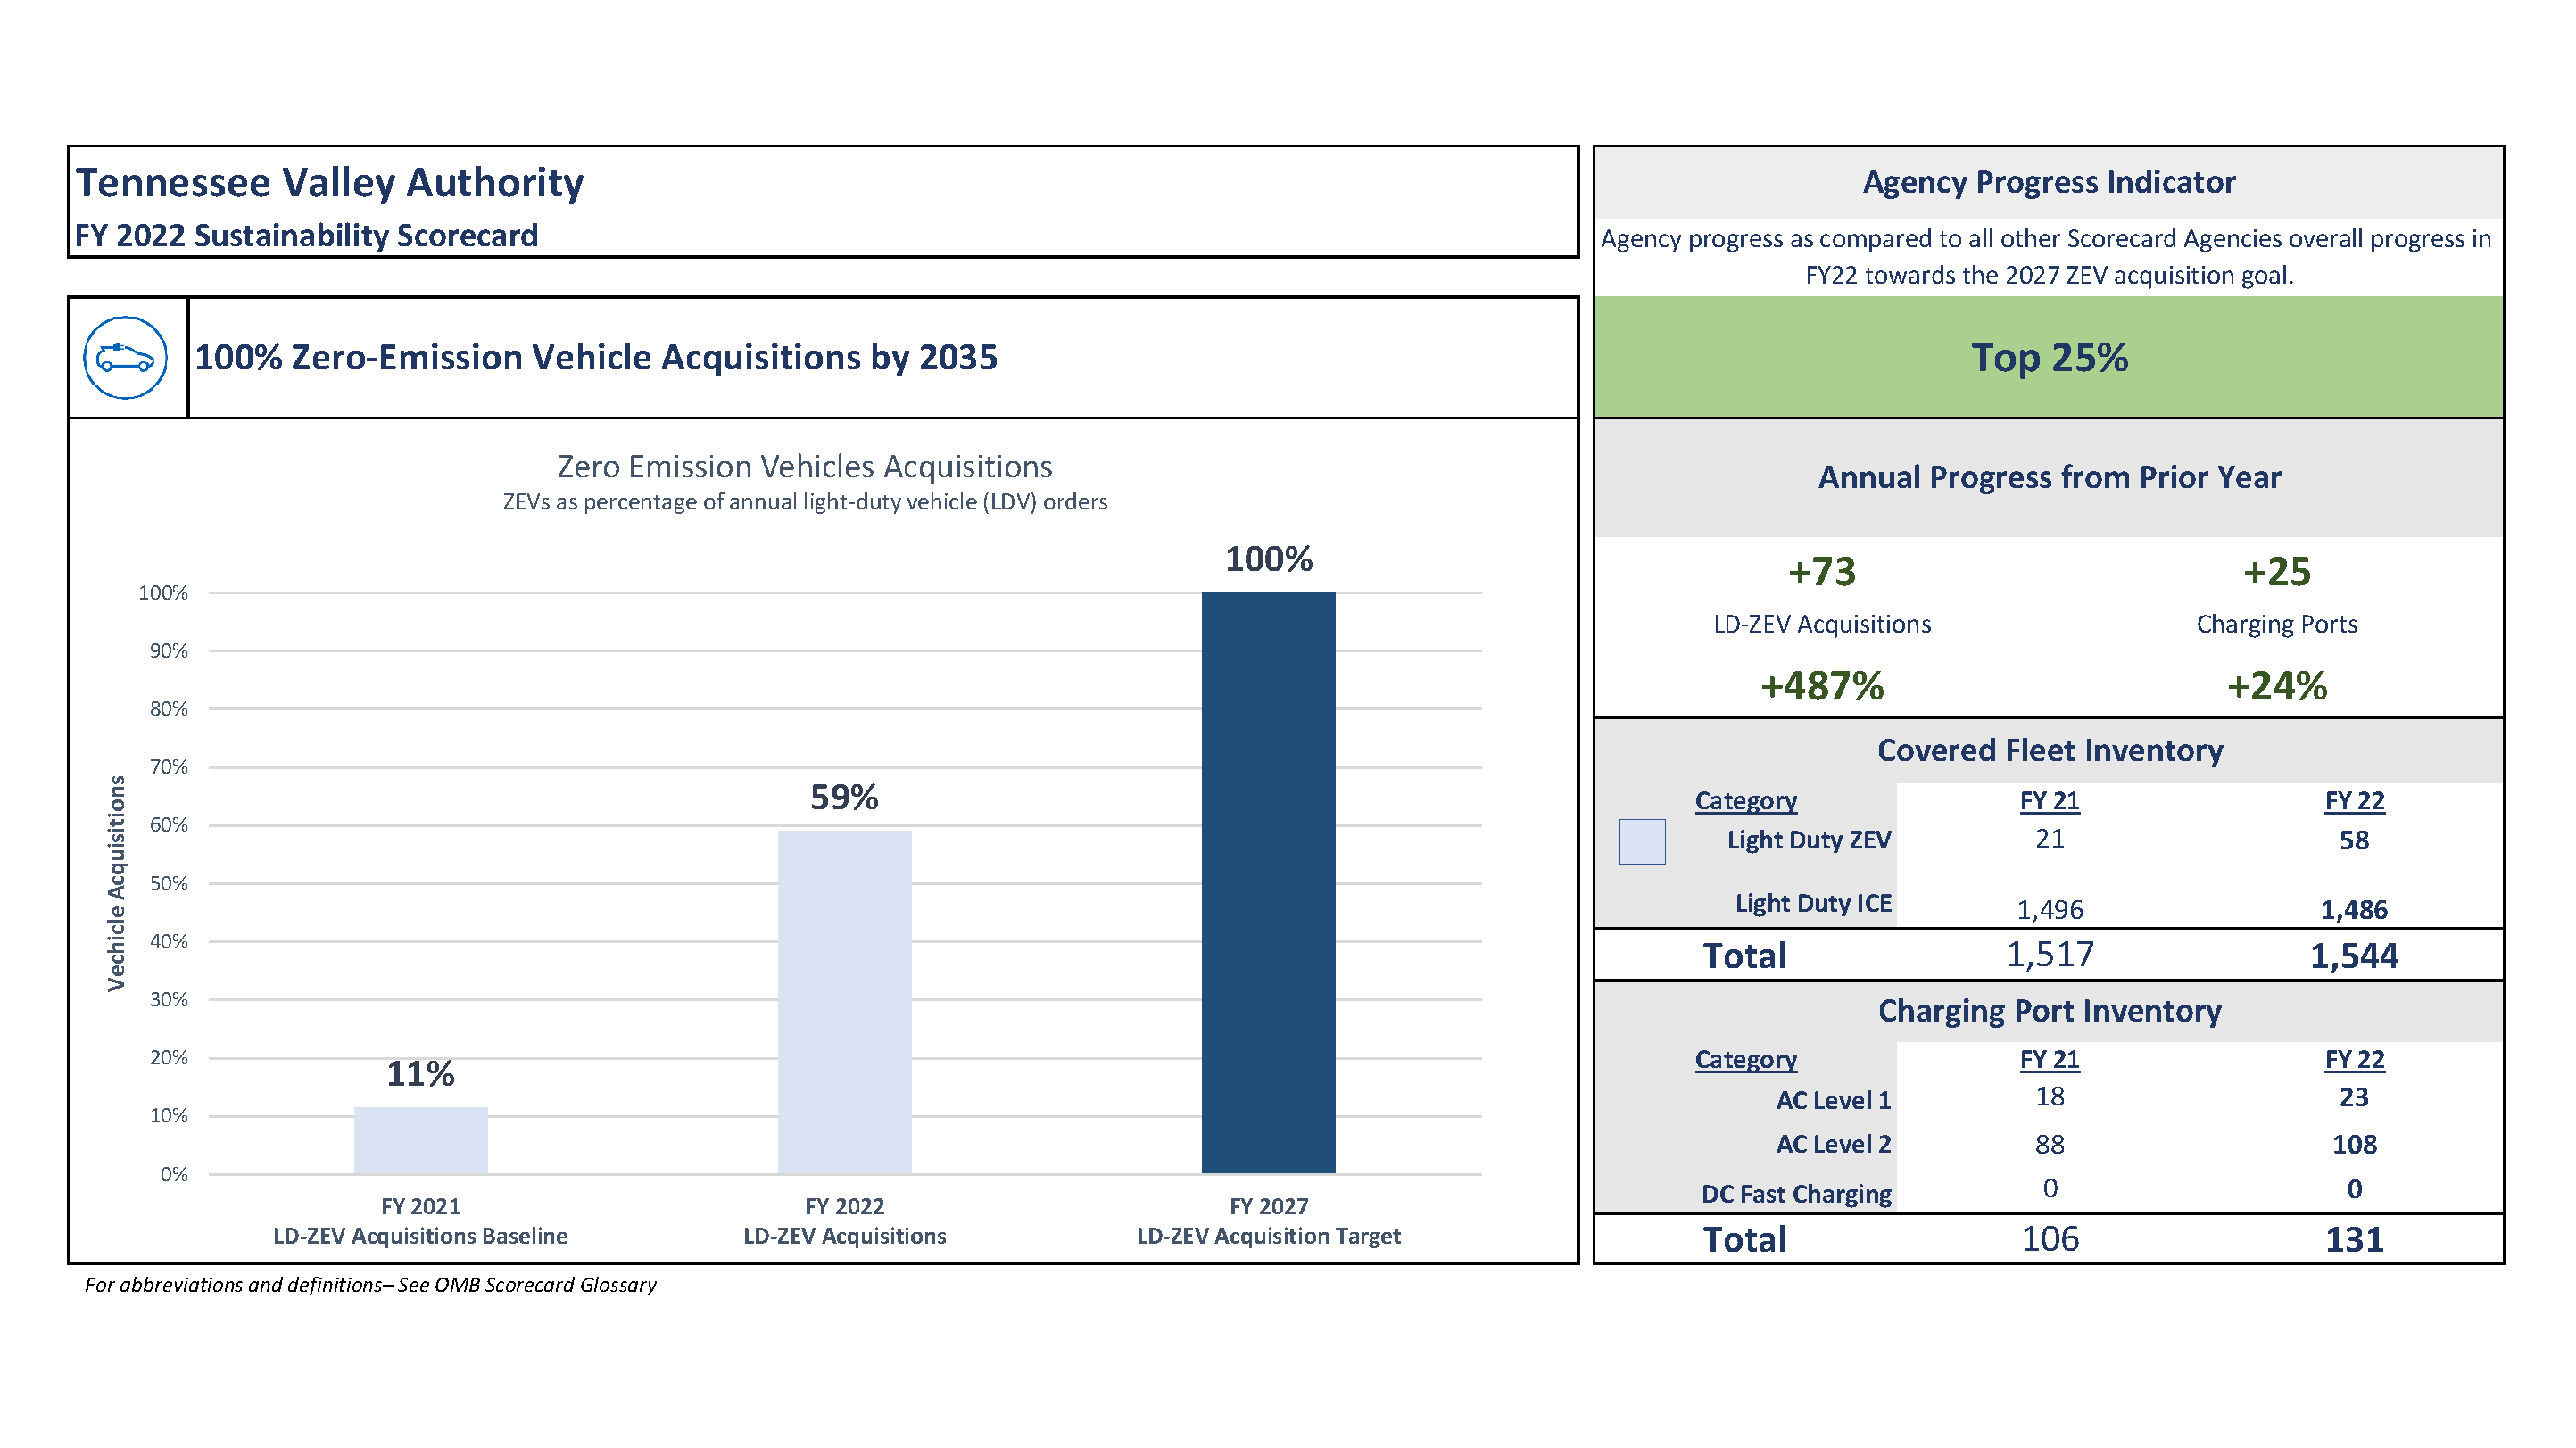 Tennessee Valley Authority
FY 2022 Sustainability Scorecard
100% Zero-Emission Vehicle Acquisitions by 2035
Zero Emission Vehicles Acquisitions
ZEVs as percentage of annual light-duty vehicle (LDV) orders
Vechicle Acquisitions
100%
90%
80%
70%
60%
50%
40%
30%
20%
10%
0%
11%
59%
100%
FY 2021
LD-ZEV Acquisitions Baseline
FY 2022
LD-ZEV Acquisitions
FY 2027
LD-ZEV Acquisition Target
For abbreviations and definitions– See OMB Scorecard Glossary
Agency Progress Indicator
Agency progress as compared to all other Scorecard Agencies overall progress in
FY22 towards the 2027 ZEV acquisition goal.
Top 25%
Annual Progress from Prior Year
+73 +25
LD-ZEV Acquisitions Charging Ports
+487% +24%
Covered Fleet Inventory
Category FY 21 FY 22
Light Duty ZEV 21 58
Light Duty ICE 1,496 1,486
Total 1,517 1,544
Charging Port Inventory
Category FY 21 FY 22
AC Level 1 18 23
AC Level 2 88 108
DC Fast Charging 0 0
Total 106 131